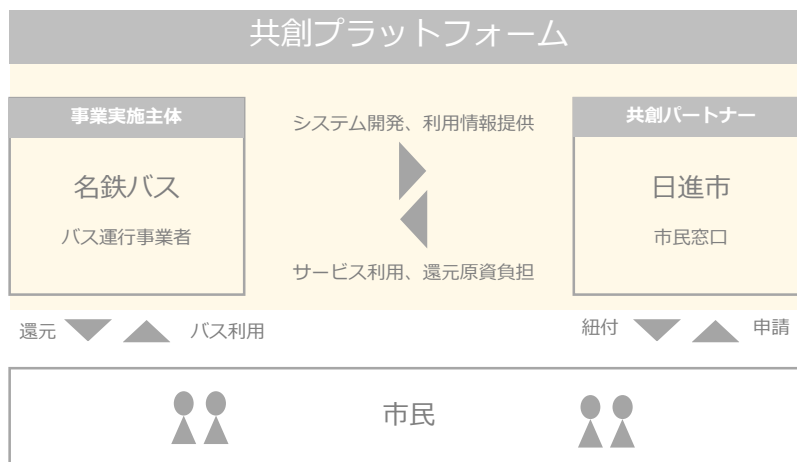 共創プラットフォーム
事業実施主体
名鉄バス
バス運行事業者
システム開発、利用情報提供
サービス利用、還元原資負担
共創パートナー
日進市
市民窓口
還元
バス利用
紐付
申請
市民